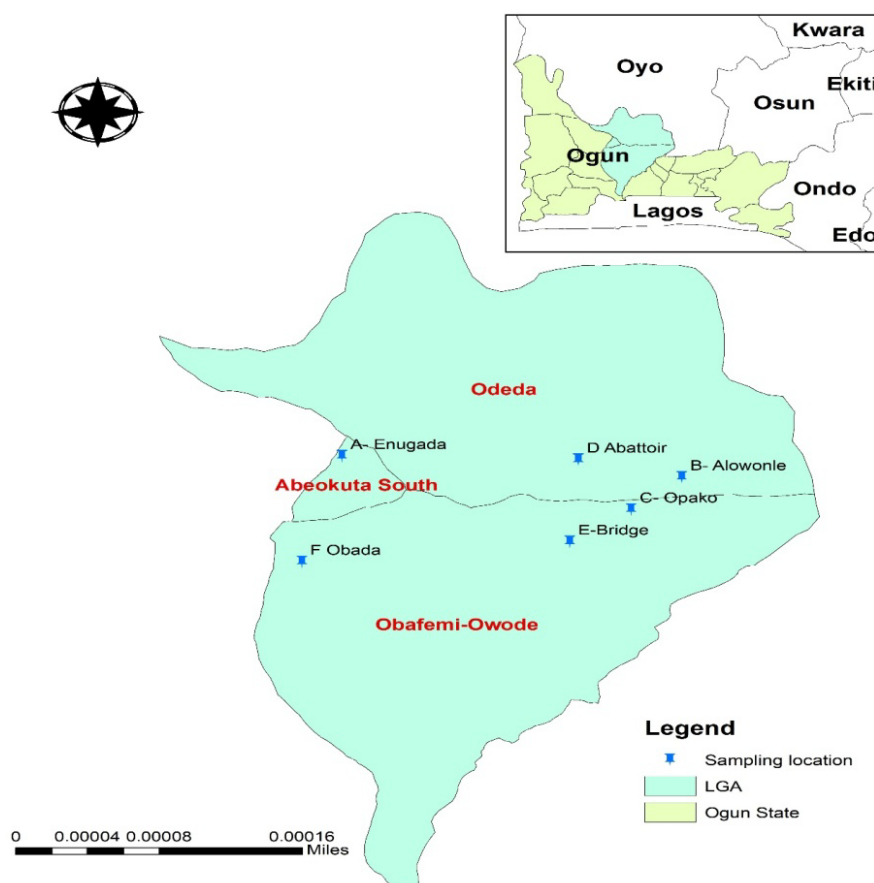 Kwara
Oyo
Ekiti
Osun
Ogun
Ondo
Lagos
Edo
Odeda
A- Enugada
D Abattoir
B- Alowonle
Abeokuta South
C- Opako
E-Bridge
F Obada
Obafemi-Owode
Legend
Sampling location
LGA
Ogun State
0 0.00004 0.00008 0.00016
Miles